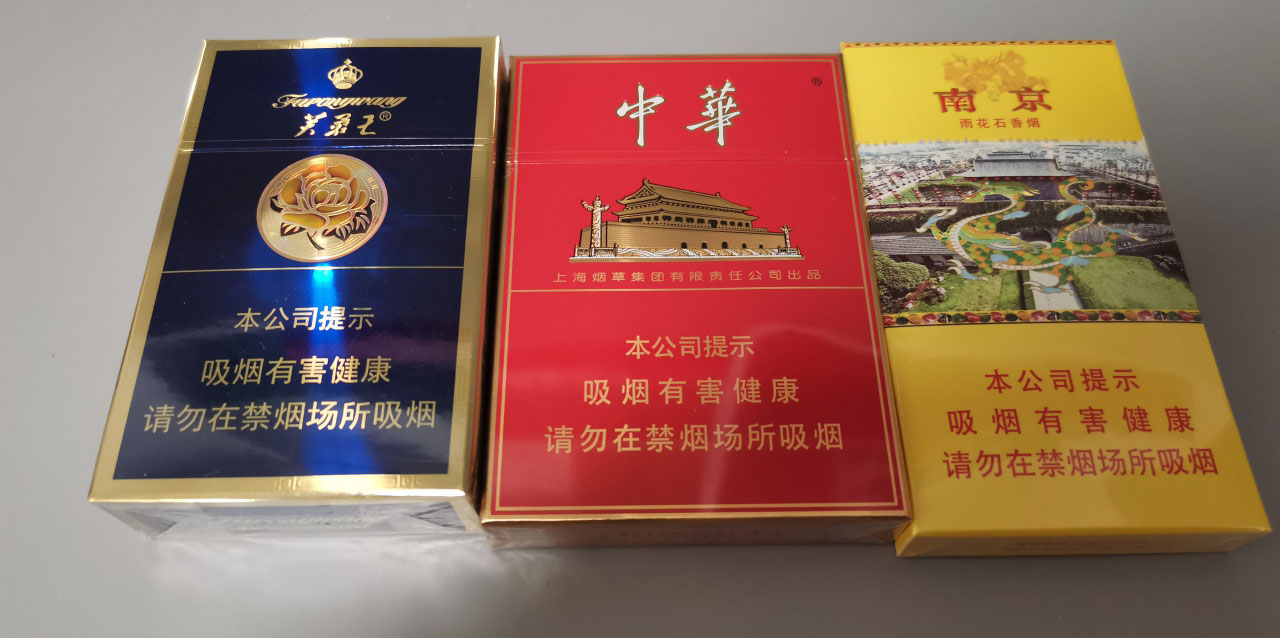 Furongwang
芙蓉王®
本公司提示
吸烟有害健康
请勿在禁烟场所吸烟
中華®
上海烟草集团有限责任公司出品
本公司提示
吸烟有害健康
请勿在禁烟场所吸烟
南京
雨花石香烟
本公司提示
吸烟有害健康
请勿在禁烟场所吸烟